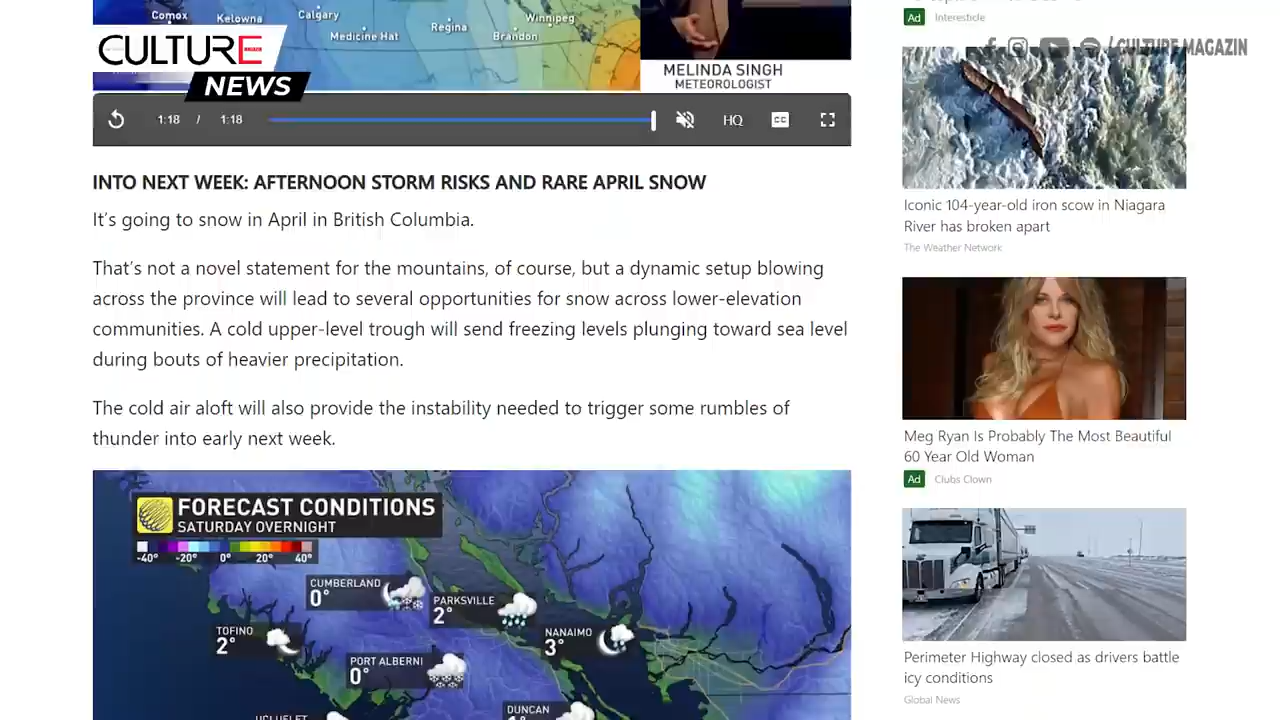 Comox
Kelowna
Calgary
Medicine Hat
Regina
Winnipeg
Brandon
CULTURE
NEWS
MELINDA SINGH
METEOROLOGIST
1:18 / 1:18
HQ
CC
INTO NEXT WEEK: AFTERNOON STORM RISKS AND RARE APRIL SNOW
It's going to snow in April in British Columbia.
That's not a novel statement for the mountains, of course, but a dynamic setup blowing
across the province will lead to several opportunities for snow across lower-elevation
communities. A cold upper-level trough will send freezing levels plunging toward sea level
during bouts of heavier precipitation.
The cold air aloft will also provide the instability needed to trigger some rumbles of
thunder into early next week.
FORECAST CONDITIONS
SATURDAY OVERNIGHT
-40° -20° 0° 20° 40°
CUMBERLAND
0°
PARKSVILLE
2°
TOFINO
2°
NANAIMO
3°
PORT ALBERNI
0°
UCLUELET
DUNCAN
Ad Interesticle
/CULTURE MAGAZIN
Iconic 104-year-old iron scow in Niagara
River has broken apart
The Weather Network
Meg Ryan Is Probably The Most Beautiful
60 Year Old Woman
Ad Clubs Clown
Perimeter Highway closed as drivers battle
icy conditions
Global News